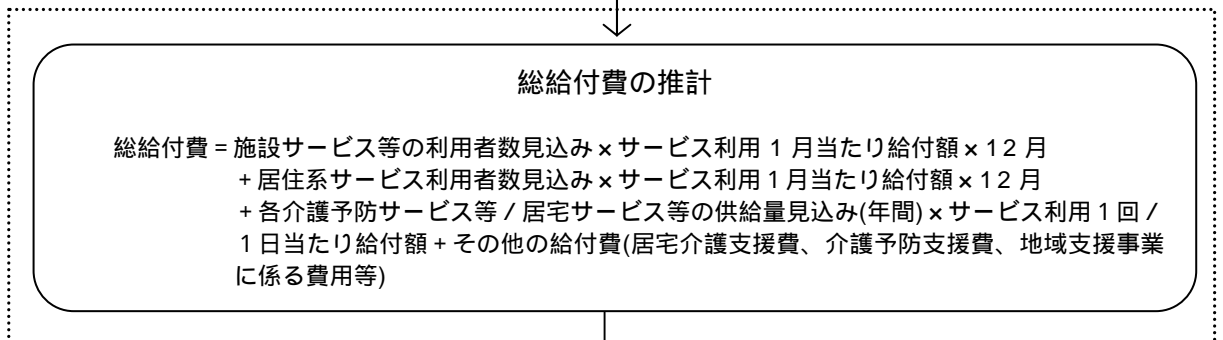 総給付費の推計
総給付費 = 施設サービス等の利用者数見込み × サービス利用 1 月当たり給付額 × 12 月
+ 居住系サービス利用者数見込み × サービス利用 1 月当たり給付額 × 12 月
+ 各介護予防サービス等 / 居宅サービス等の供給量見込み(年間) × サービス利用 1 回 /
1 日当たり給付額 + その他の給付費(居宅介護支援費、介護予防支援費、地域支援事業
に係る費用等)